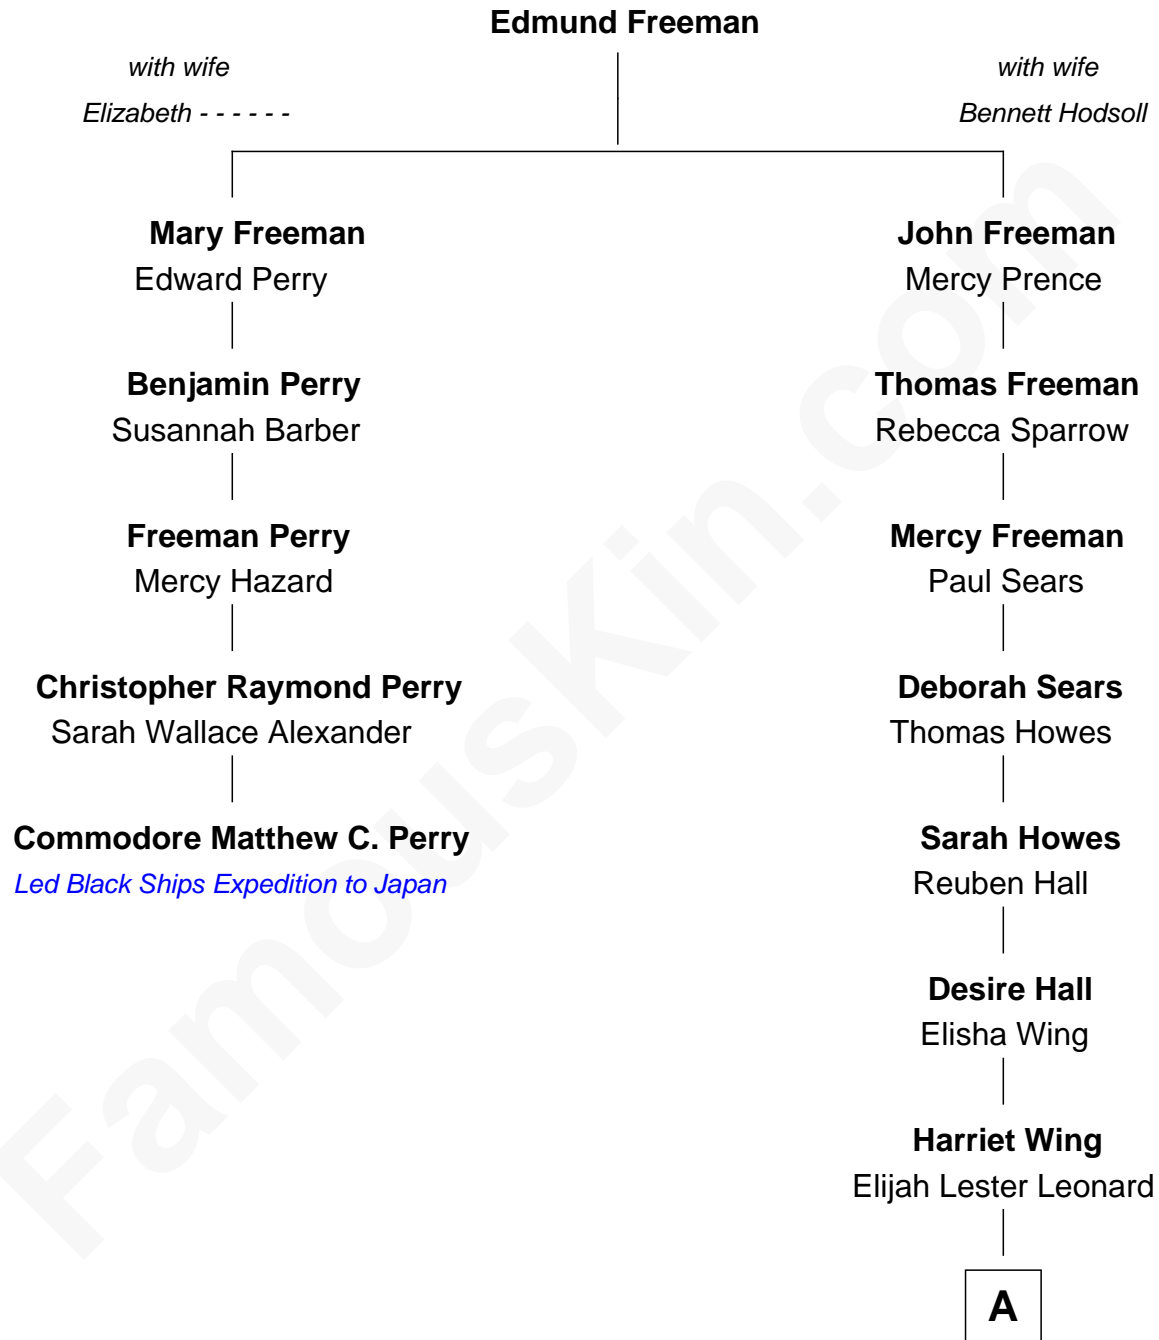 Edmund Freeman
with wife
Elizabeth - - - - - -
with wife
Bennett Hodsoll
Mary Freeman
Edward Perry
John Freeman
Mercy Prence
Benjamin Perry
Susannah Barber
Thomas Freeman
Rebecca Sparrow
Freeman Perry
Mercy Hazard
Mercy Freeman
Paul Sears
Christopher Raymond Perry
Sarah Wallace Alexander
Deborah Sears
Thomas Howes
Commodore Matthew C. Perry
Led Black Ships Expedition to Japan
Sarah Howes
Reuben Hall
Desire Hall
Elisha Wing
Harriet Wing
Elijah Lester Leonard
A
FamousKin.com